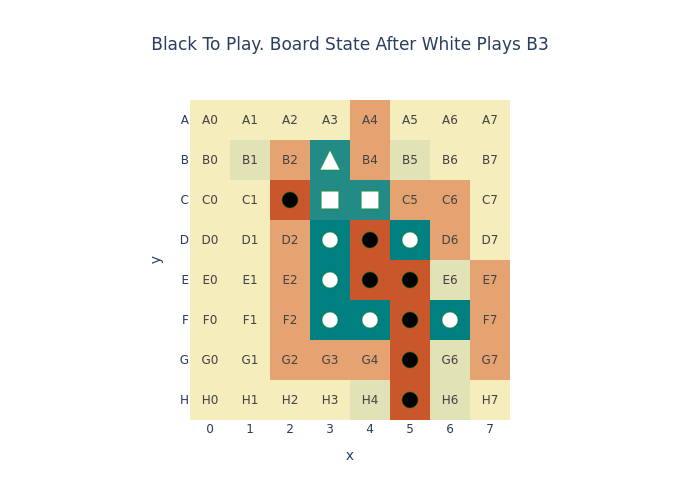 Black To Play. Board State After White Plays B3
A A0 A1 A2 A3 A4 A5 A6 A7
B B0 B1 B2 B4 B5 B6 B7
C C0 C1 C5 C6 C7
D D0 D1 D2 D6 D7
y
E E0 E1 E2 E6 E7
F F0 F1 F2 F7
G G0 G1 G2 G3 G4 G6 G7
H H0 H1 H2 H3 H4 H6 H7
0 1 2 3 4 5 6 7
x